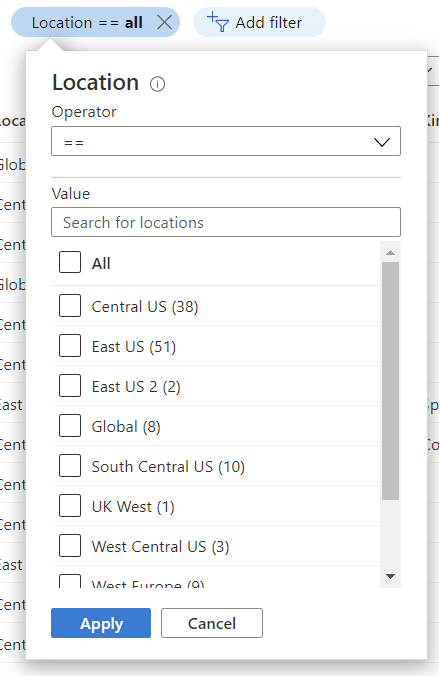 Location == all
Add filter
Location
Operator
==
Value
Search for locations
All
Central US (38)
East US (51)
East US 2 (2)
Global (8)
South Central US (10)
UK West (1)
West Central US (3)
West Europe (9)
Apply
Cancel